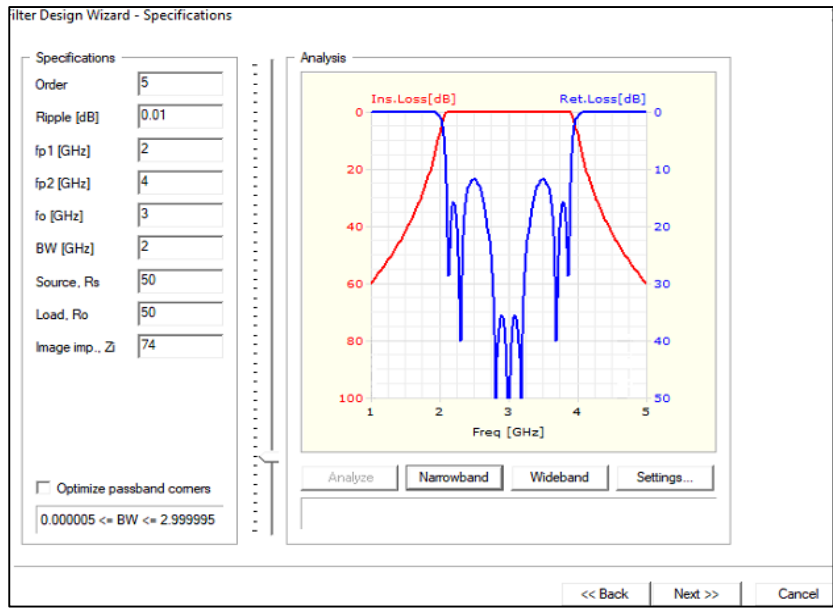 ilter Design Wizard - Specifications
Specifications
Order 5
Ripple [dB] 0.01
fp1 [GHz] 2
fp2 [GHz] 4
fo [GHz] 3
BW [GHz] 2
Source, Rs 50
Load, Ro 50
Image imp., Zi 74
Optimize passband corners
0.000005 <= BW <= 2.999995
Analysis
Ins.Loss[dB] Ret.Loss[dB]
0 0
20 10
40 20
60 30
80 40
100 50
1 2 3 4 5
Freq [GHz]
Analyze Narrowband Wideband Settings...
<< Back Next >> Cancel